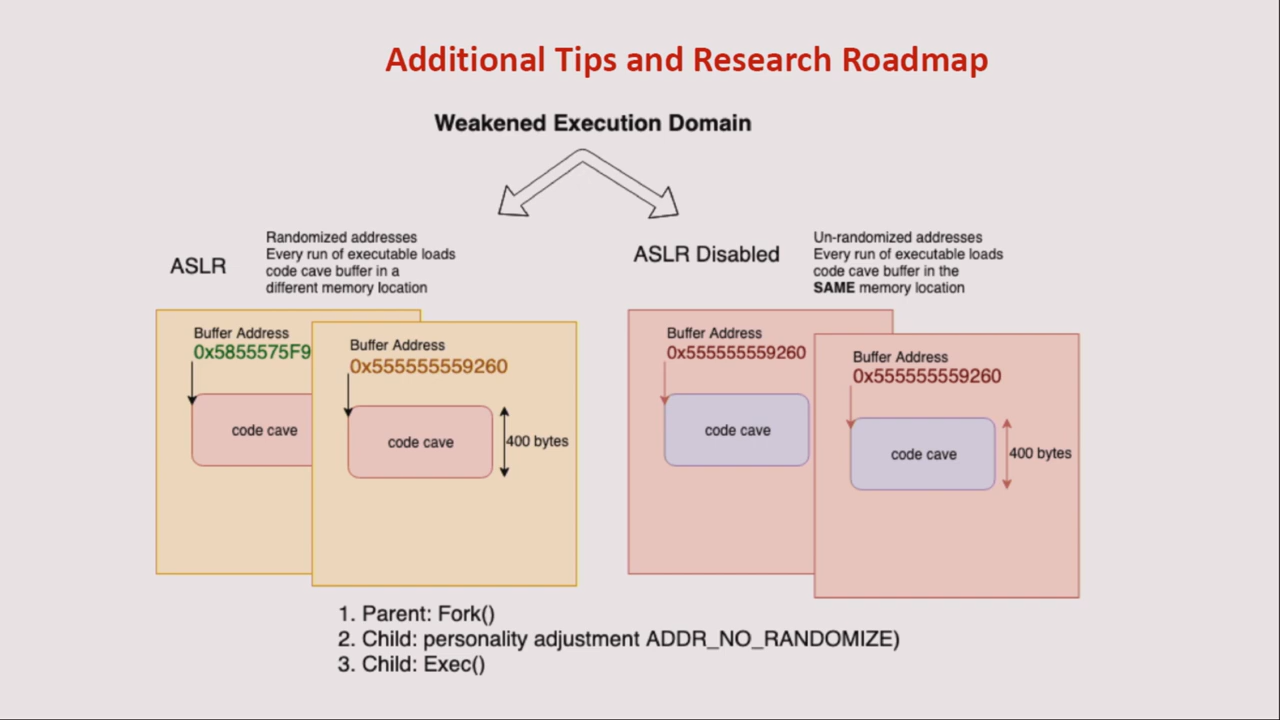 Additional Tips and Research Roadmap
Weakened Execution Domain
ASLR
Randomized addresses
Every run of executable loads
code cave buffer in a
different memory location
ASLR Disabled
Un-randomized addresses
Every run of executable loads
code cave buffer in the
SAME memory location
Buffer Address
0x5855575F9
code cave
Buffer Address
0x555555559260
code cave
400 bytes
Buffer Address
0x555555559260
code cave
Buffer Address
0x555555559260
code cave
400 bytes
1. Parent: Fork()
2. Child: personality adjustment ADDR_NO_RANDOMIZE)
3. Child: Exec()